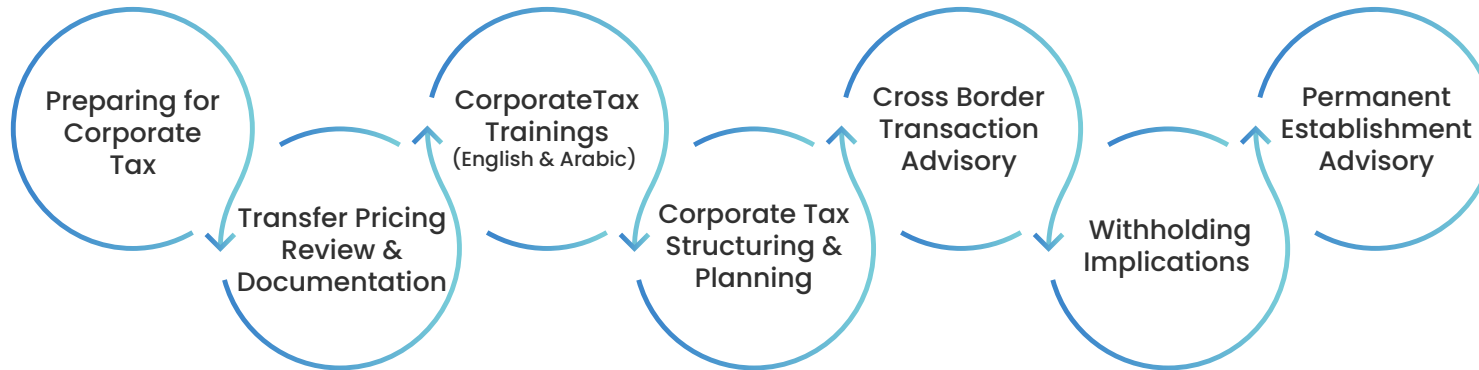 Preparing for
Corporate
Tax
Transfer Pricing
Review &
Documentation
CorporateTax
Trainings
(English & Arabic)
Corporate Tax
Structuring &
Planning
Cross Border
Transaction
Advisory
Withholding
Implications
Permanent
Establishment
Advisory